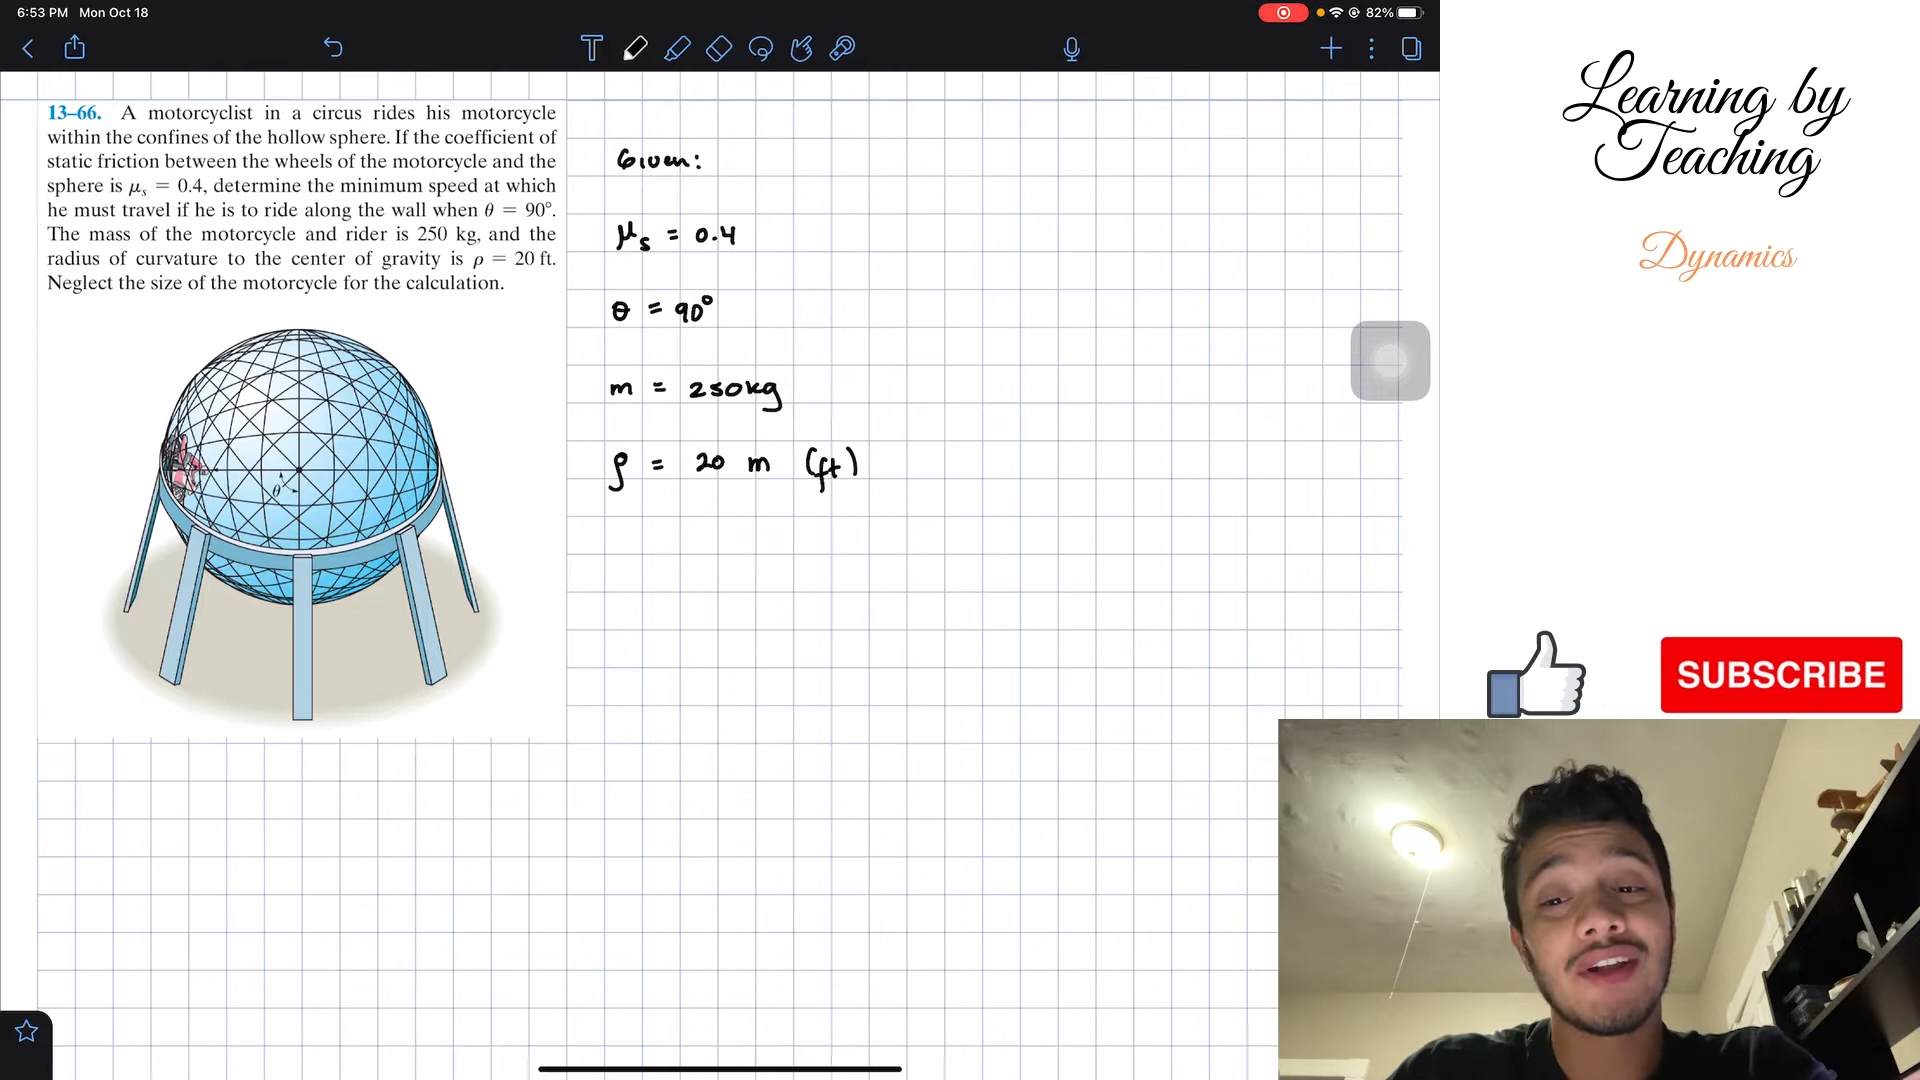 6:53 PM Mon Oct 18
82%
13–66. A motorcyclist in a circus rides his motorcycle
within the confines of the hollow sphere. If the coefficient of
static friction between the wheels of the motorcycle and the
sphere is μs = 0.4, determine the minimum speed at which
he must travel if he is to ride along the wall when θ = 90°.
The mass of the motorcycle and rider is 250 kg, and the
radius of curvature to the center of gravity is ρ = 20 ft.
Neglect the size of the motorcycle for the calculation.
θ
Given:
μs = 0.4
θ = 90°
m = 250kg
ρ = 20 m (ft)
Learning by
Teaching
Dynamics
SUBSCRIBE